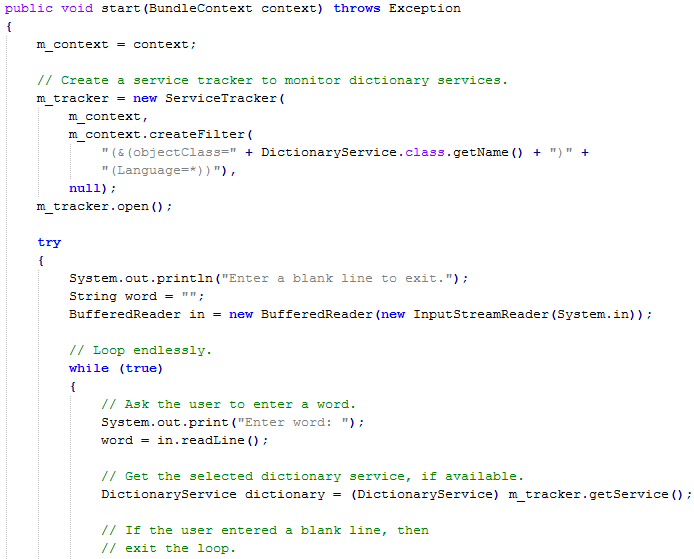 public void start(BundleContext context) throws Exception
{
    m_context = context;

    // Create a service tracker to monitor dictionary services.
    m_tracker = new ServiceTracker(
        m_context,
        m_context.createFilter(
            "(&(objectClass=" + DictionaryService.class.getName() + ")" +
            "(Language=*))"),
        null);
    m_tracker.open();

    try
    {
        System.out.println("Enter a blank line to exit.");
        String word = "";
        BufferedReader in = new BufferedReader(new InputStreamReader(System.in));

        // Loop endlessly.
        while (true)
        {
            // Ask the user to enter a word.
            System.out.print("Enter word: ");
            word = in.readLine();

            // Get the selected dictionary service, if available.
            DictionaryService dictionary = (DictionaryService) m_tracker.getService();

            // If the user entered a blank line, then
            // exit the loop.